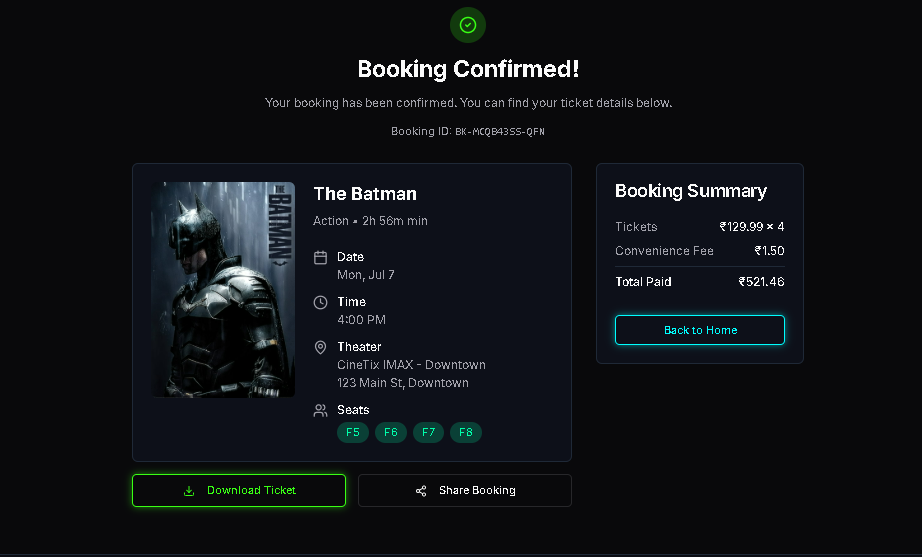 Booking Confirmed!
Your booking has been confirmed. You can find your ticket details below.
Booking ID: BK-MCQB43SS-QFN
THE BATMAN
The Batman
Action • 2h 56m min
Date
Mon, Jul 7
Time
4:00 PM
Theater
CineTix IMAX - Downtown
123 Main St, Downtown
Seats
F5 F6 F7 F8
Download Ticket
Share Booking
Booking Summary
Tickets ₹129.99 × 4
Convenience Fee ₹1.50
Total Paid ₹521.46
Back to Home